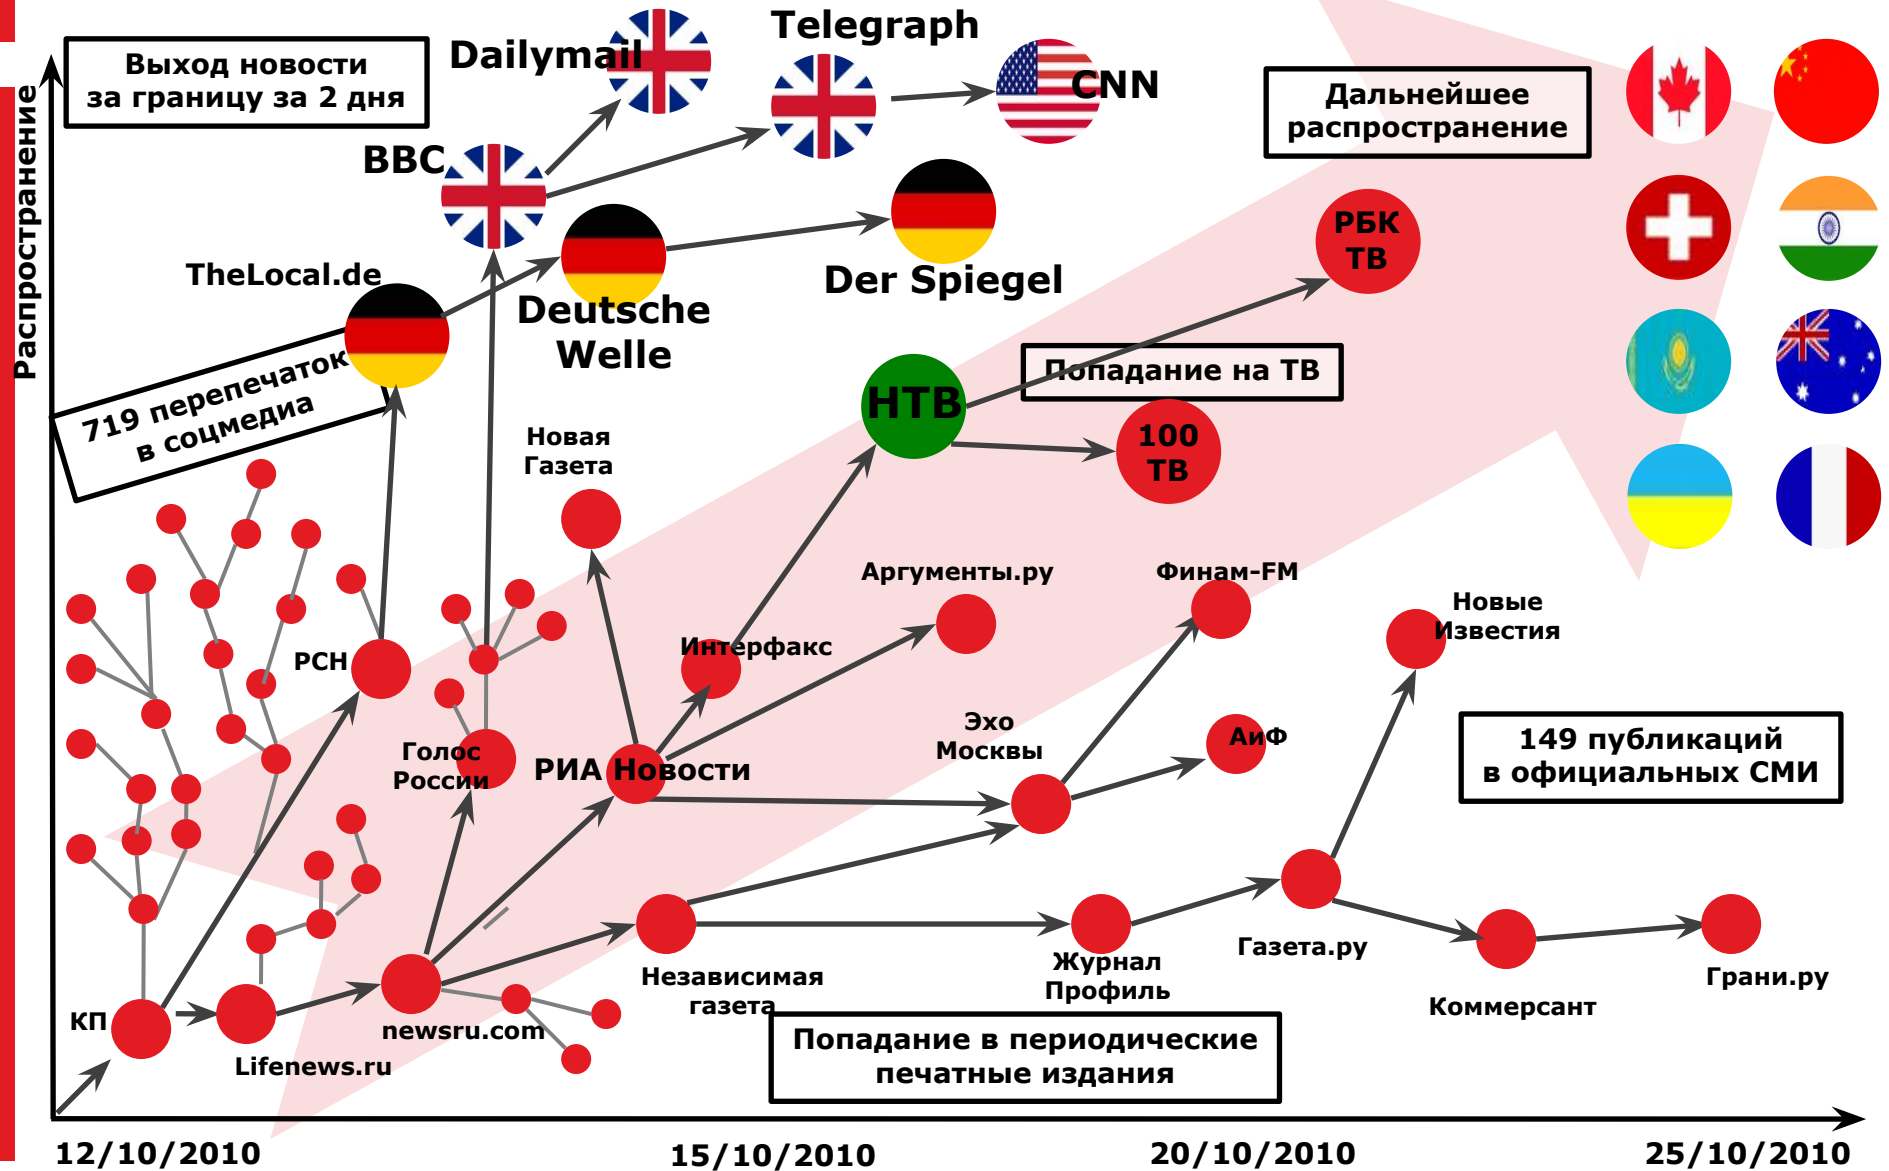 Распространение
Выход новости
за границу за 2 дня
Dailymail
Telegraph
CNN
BBC
Дальнейшее
распространение
РБК
ТВ
TheLocal.de
Deutsche
Welle
Der Spiegel
719 перепечаток
в соцмедиа
НТВ
Попадание на ТВ
100
ТВ
Новая
Газета
Аргументы.ру
Финам-FM
Новые
Известия
РСН
Интерфакс
Голос
России
РИА Новости
Эхо
Москвы
АиФ
149 публикаций
в официальных СМИ
КП
Lifenews.ru
newsru.com
Независимая
газета
Журнал
Профиль
Газета.ру
Коммерсант
Грани.ру
Попадание в периодические
печатные издания
12/10/2010
15/10/2010
20/10/2010
25/10/2010